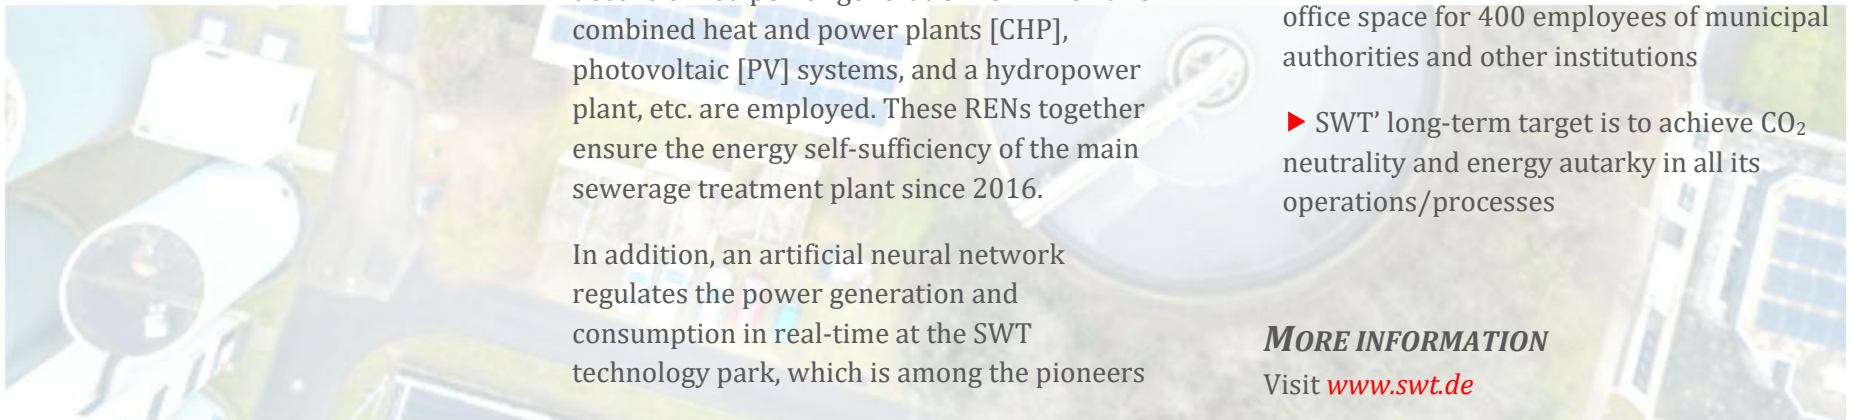 combined heat and power plants [CHP],
photovoltaic [PV] systems, and a hydropower
plant, etc. are employed. These RENs together
ensure the energy self-sufficiency of the main
sewerage treatment plant since 2016.
In addition, an artificial neural network
regulates the power generation and
consumption in real-time at the SWT
technology park, which is among the pioneers
office space for 400 employees of municipal
authorities and other institutions
▶ SWT’ long-term target is to achieve CO₂
neutrality and energy autarky in all its
operations/processes
MORE INFORMATION
Visit www.swt.de